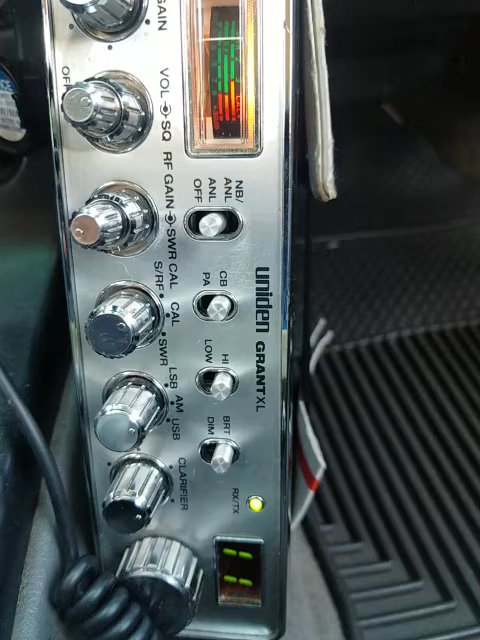 GAIN
OFF
VOL SQ
RF GAIN SWR CAL
NB/
ANL
ANL
OFF
CB
PA
S/RF
CAL
SWR
uniden GRANT XL
HI
LOW
LSB
AM
USB
BRT
DIM
CLARIFIER
RX/TX